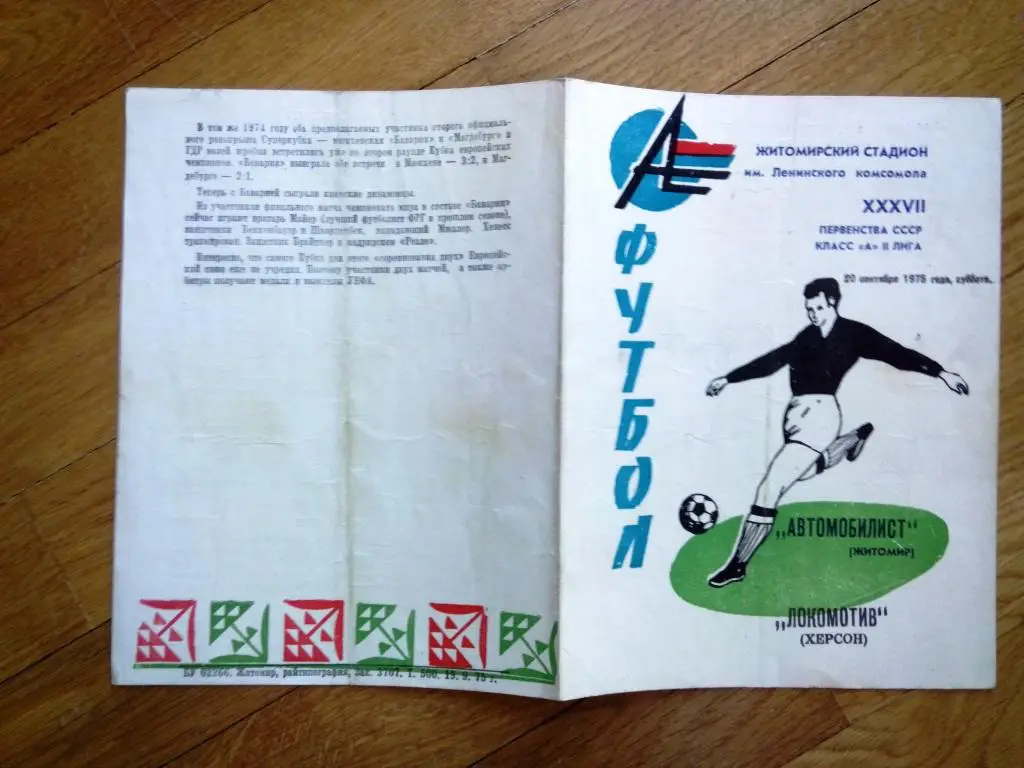 В том же 1974 году оба предполагаемых участника второго официаль-
ного розыгрыша Суперкубка — мюнхенская «Бавария» и «Магдебург» из
ГДР волей жребия встретились уже во втором раунде Кубка европейских
чемпионов. «Бавария» выиграла обе встречи в Мюнхене — 3:2, в Маг-
дебурге — 2:1.
Теперь с Баварией сыграли киевские динамовцы.
Из участников финального матча чемпионата мира в составе «Баварии»
сейчас играют вратарь Майер (лучший футболист ФРГ в прошлом сезоне),
защитники Беккенбауэр и Шварценбек, нападающий Мюллер. Хенесс
травмирован. Защитник Брайтнер в мадридском «Реале».
Интересно, что самого Кубка для этого «соревнования двух» Европейс-
кий союз еще не учредил. Поэтому участники двух матчей, а также ар-
битры получают медали и вымпелы УЕФА.
БУ 02266. Житомир, райтипография, зак. 3707. т. 500. 19. 9. 75 г.
ФУТБОЛ
ЖИТОМИРСКИЙ СТАДИОН
им. Ленинского комсомола
XXXVII
ПЕРВЕНСТВА СССР
КЛАСС «А» II ЛИГА
20 сентября 1975 года, суббота.
„АВТОМОБИЛИСТ“
(ЖИТОМИР)
„ЛОКОМОТИВ“
(ХЕРСОН)